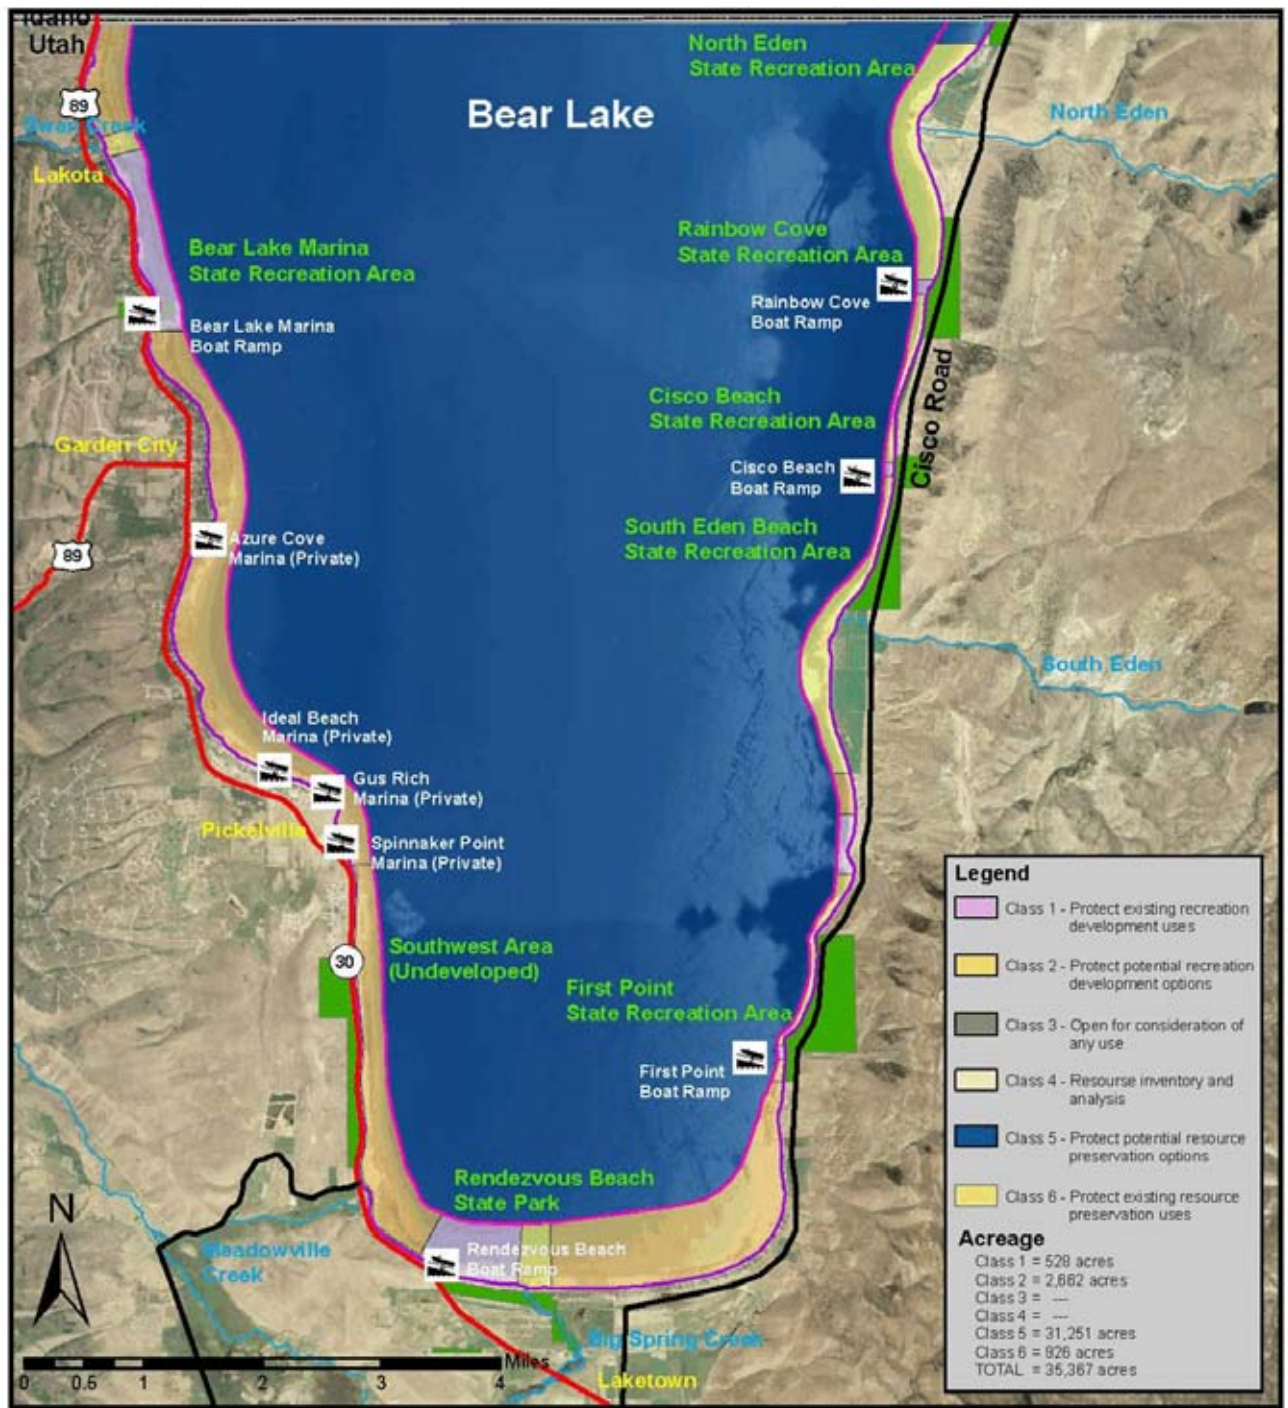 Idaho
Utah
89
Swan Creek
Lakota
Bear Lake
North Eden
State Recreation Area
North Eden
Bear Lake Marina
State Recreation Area
Bear Lake Marina
Boat Ramp
Rainbow Cove
State Recreation Area
Rainbow Cove
Boat Ramp
Garden City
89
Cisco Beach
State Recreation Area
Cisco Road
Cisco Beach
Boat Ramp
Azure Cove
Marina (Private)
South Eden Beach
State Recreation Area
South Eden
Ideal Beach
Marina (Private)
Gus Rich
Marina (Private)
Pickelville
Spinnaker Point
Marina (Private)
30
Southwest Area
(Undeveloped)
First Point
State Recreation Area
First Point
Boat Ramp
Rendezvous Beach
State Park
Rendezvous Beach
Boat Ramp
N
Meadowville
Creek
Big Spring Creek
Laketown
Miles
0 0.5 1 2 3 4
Legend
Class 1 - Protect existing recreation
development uses
Class 2 - Protect potential recreation
development options
Class 3 - Open for consideration of
any use
Class 4 - Resourse inventory and
analysis
Class 5 - Protect potential resource
preservation options
Class 6 - Protect existing resource
preservation uses
Acreage
Class 1 = 528 acres
Class 2 = 2,662 acres
Class 3 = ---
Class 4 = ---
Class 5 = 31,251 acres
Class 6 = 926 acres
TOTAL = 35,367 acres